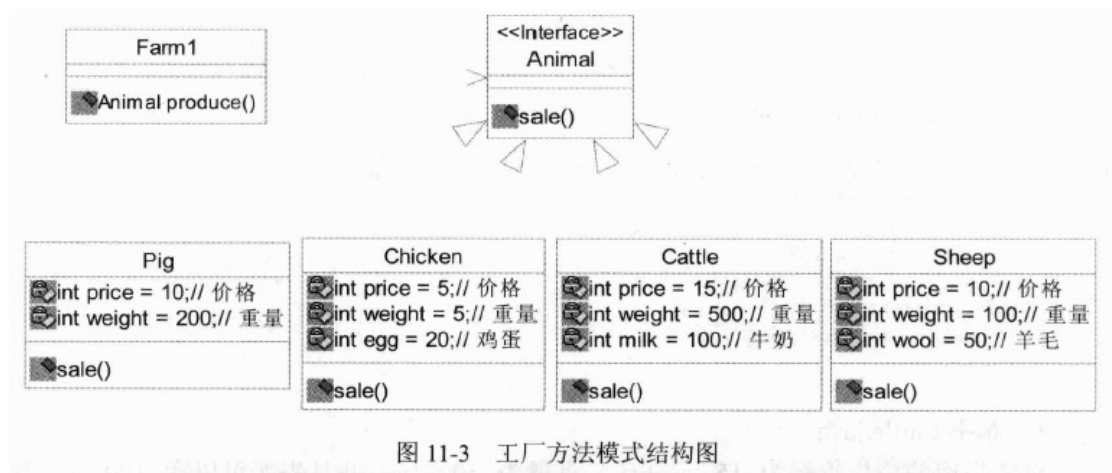 Farm1
Animal produce()
<<Interface>>
Animal
sale()
Pig
int price = 10;// 价格
int weight = 200;// 重量
sale()
Chicken
int price = 5;// 价格
int weight = 5;// 重量
int egg = 20;// 鸡蛋
sale()
Cattle
int price = 15;// 价格
int weight = 500;// 重量
int milk = 100;// 牛奶
sale()
Sheep
int price = 10;// 价格
int weight = 100;// 重量
int wool = 50;// 羊毛
sale()
图 11-3 工厂方法模式结构图